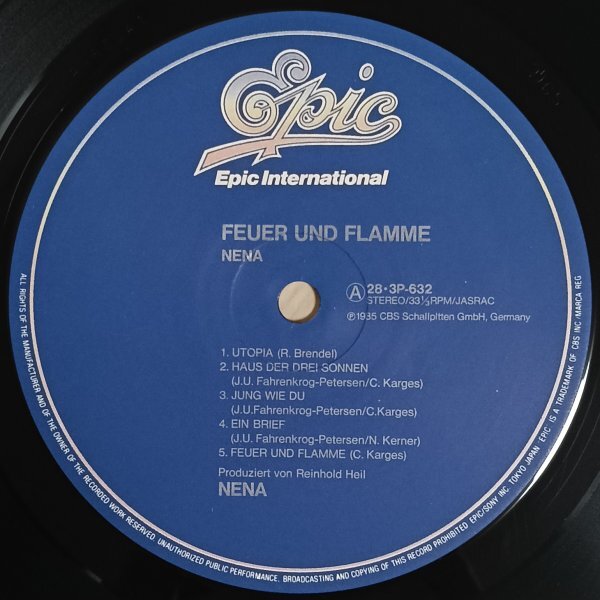 Epic
Epic International
FEUER UND FLAMME
NENA
A 28・3P-632
STEREO/33⅓RPM/JASRAC
℗1985 CBS Schallpltten GmbH, Germany
1. UTOPIA (R. Brendel)
2. HAUS DER DREI SONNEN
(J.U. Fahrenkrog-Petersen/C. Karges)
3. JUNG WIE DU
(J.U.Fahrenkrog-Petersen/C.Karges)
4. EIN BRIEF
(J.U. Fahrenkrog-Petersen/N. Kerner)
5. FEUER UND FLAMME (C. Karges)
Produziert von Reinhold Heil
NENA
ALL RIGHTS OF THE MANUFACTURER AND OF THE OWNER OF THE RECORDED WORK RESERVED. UNAUTHORIZED PUBLIC PERFORMANCE, BROADCASTING AND COPYING OF THIS RECORD PROHIBITED EPIC/SONY INC. TOKYO JAPAN "EPIC" IS A TRADEMARK OF CBS INC./MARCA REG.